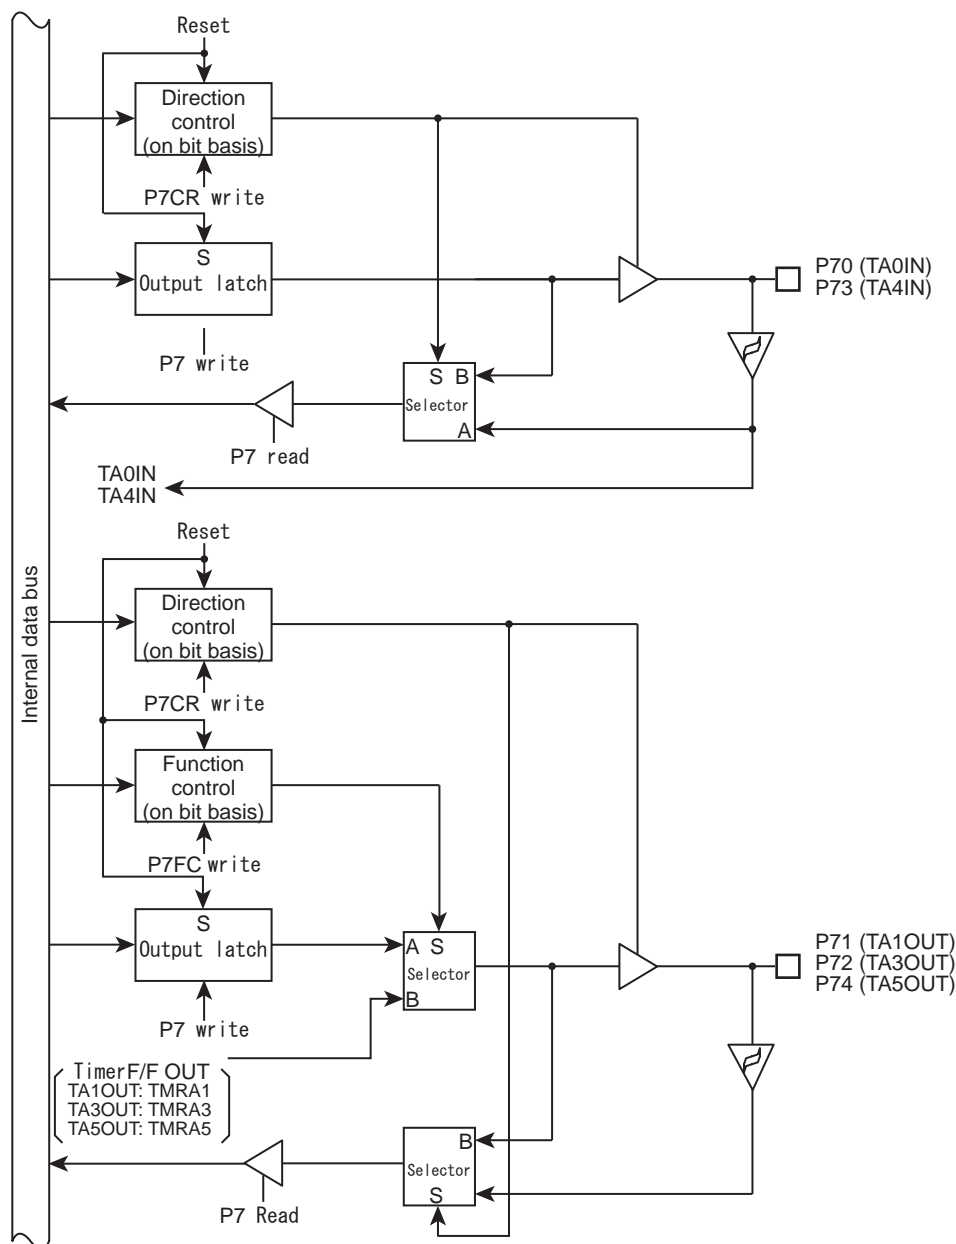 Reset
Direction
control
(on bit basis)
P7CR write
S
Output latch
P7 write
P70 (TA0IN)
P73 (TA4IN)
S B
Selector
A
P7 read
TA0IN
TA4IN
Internal data bus
Reset
Direction
control
(on bit basis)
P7CR write
Function
control
(on bit basis)
P7FC write
S
Output latch
P7 write
A S
Selector
B
P71 (TA1OUT)
P72 (TA3OUT)
P74 (TA5OUT)
TimerF/F OUT
TA1OUT: TMRA1
TA3OUT: TMRA3
TA5OUT: TMRA5
B
Selector
S
P7 Read